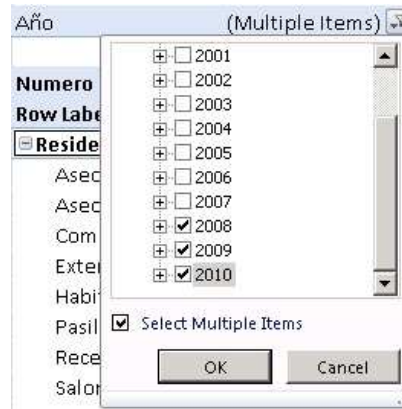 Año (Multiple Items)
2001
2002
Numero
2003
Row Labe
2004
Reside
2005
Asec
2006
Asec
2007
Com
2008
2009
Exter
2010
Habi
Pasil
Select Multiple Items
Rece
OK Cancel
Salor